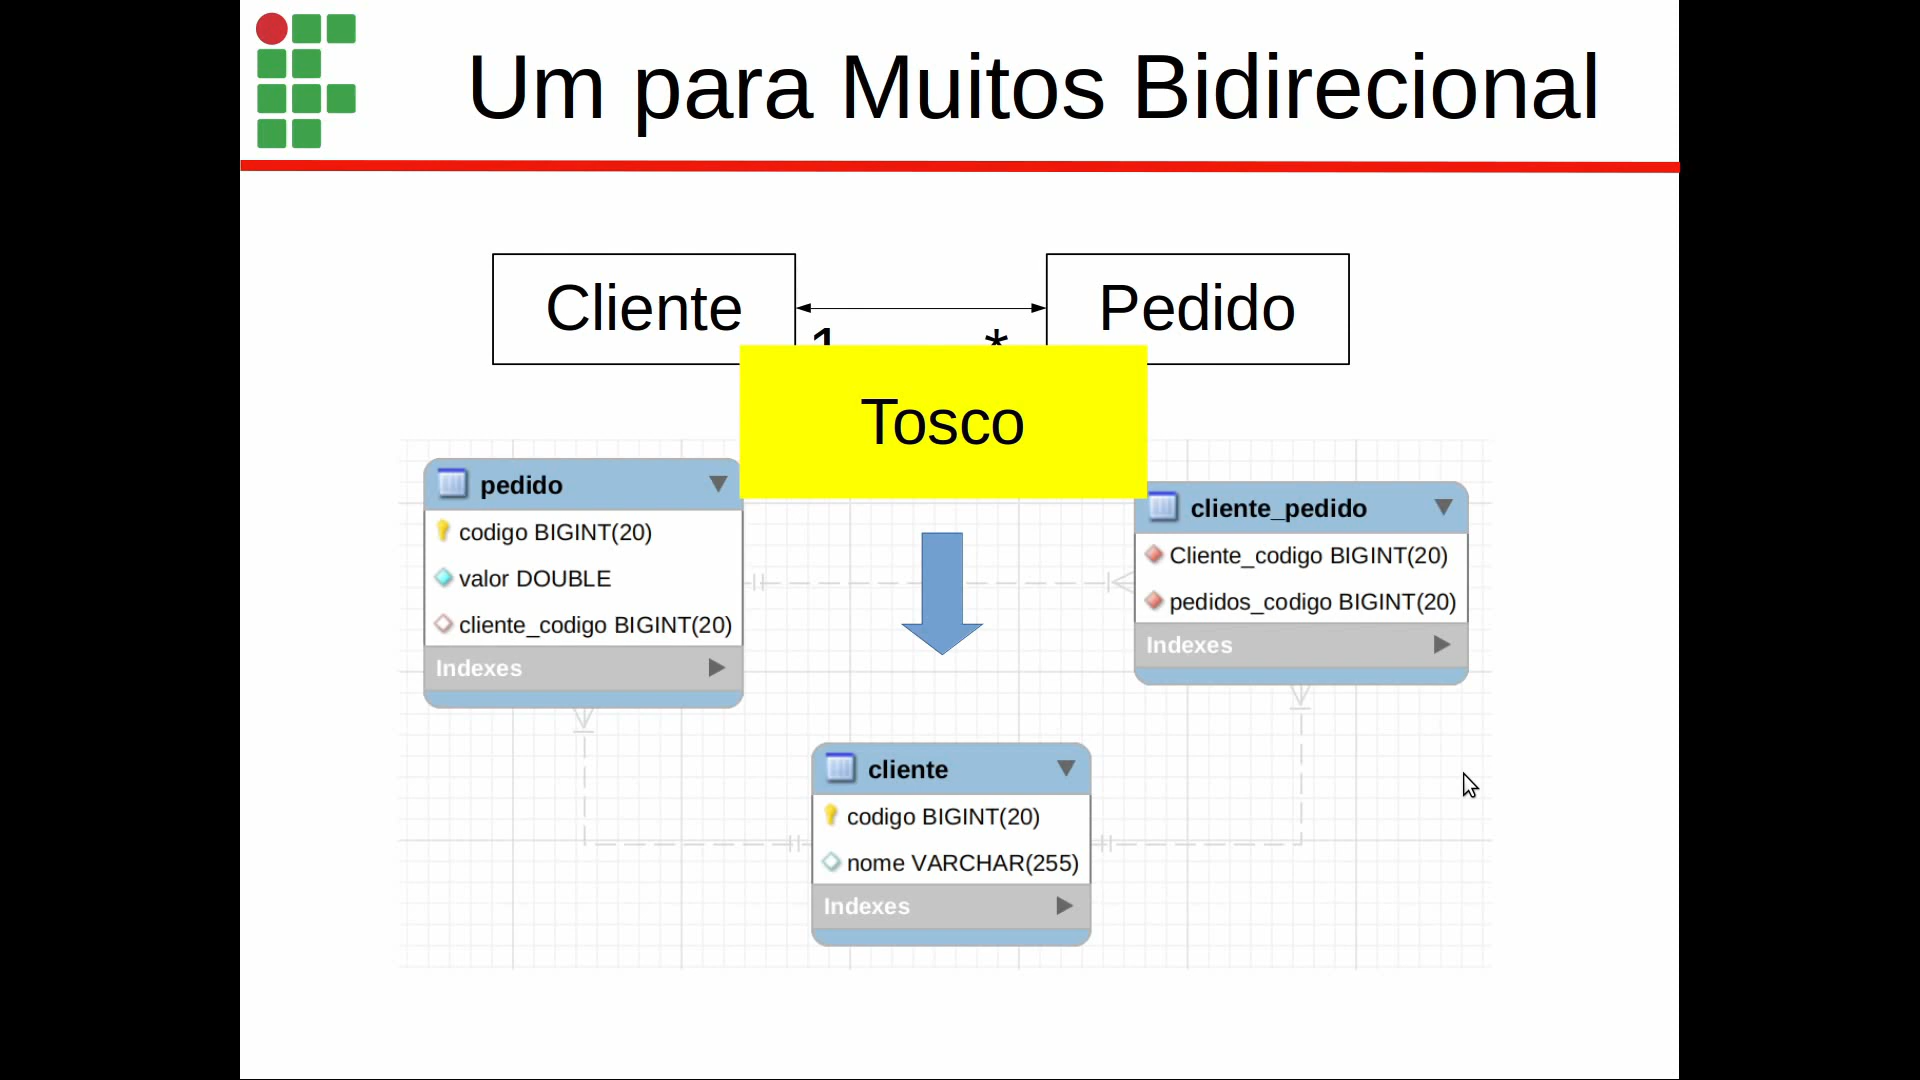 Um para Muitos Bidirecional
Cliente
Pedido
1
*
Tosco
pedido
codigo BIGINT(20)
valor DOUBLE
cliente_codigo BIGINT(20)
Indexes
cliente_pedido
Cliente_codigo BIGINT(20)
pedidos_codigo BIGINT(20)
Indexes
cliente
codigo BIGINT(20)
nome VARCHAR(255)
Indexes